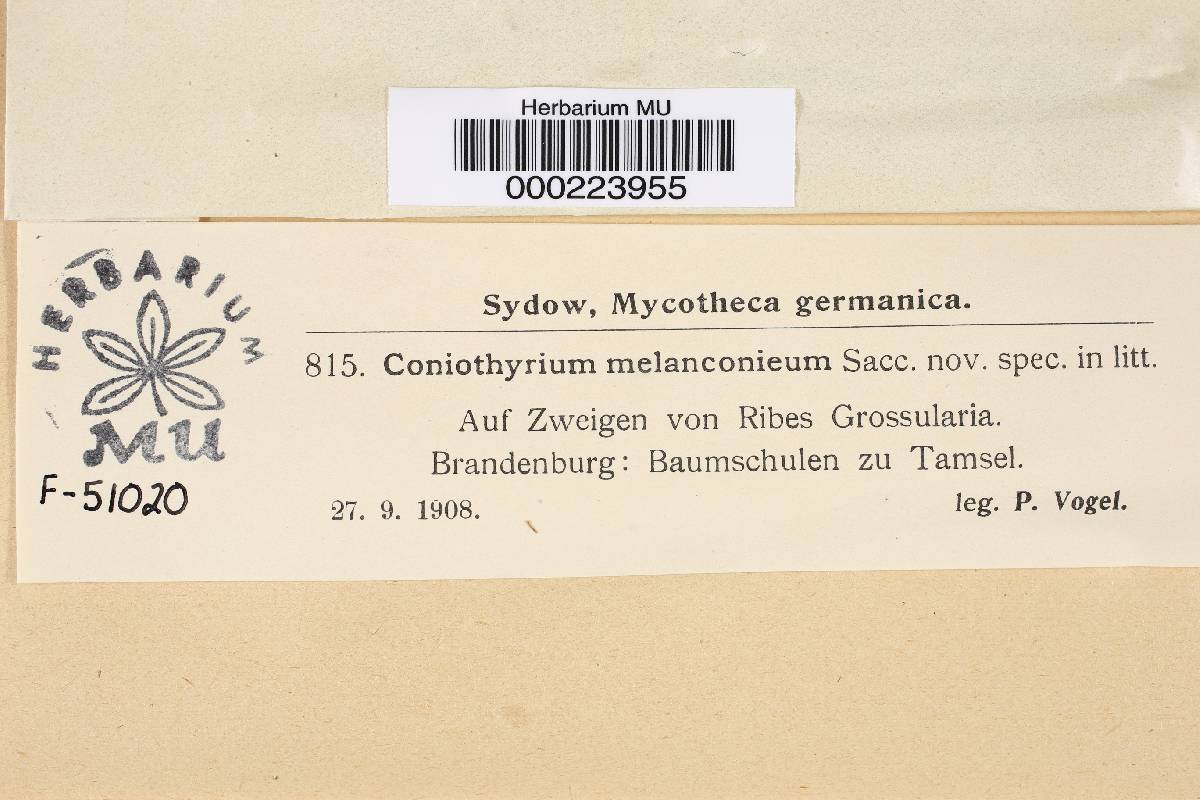 Herbarium MU
000223955
HERBARIUM
MU
F-51020
Sydow, Mycotheca germanica.
815. Coniothyrium melanconieum Sacc. nov. spec. in litt.
Auf Zweigen von Ribes Grossularia.
Brandenburg: Baumschulen zu Tamsel.
27. 9. 1908. leg. P. Vogel.